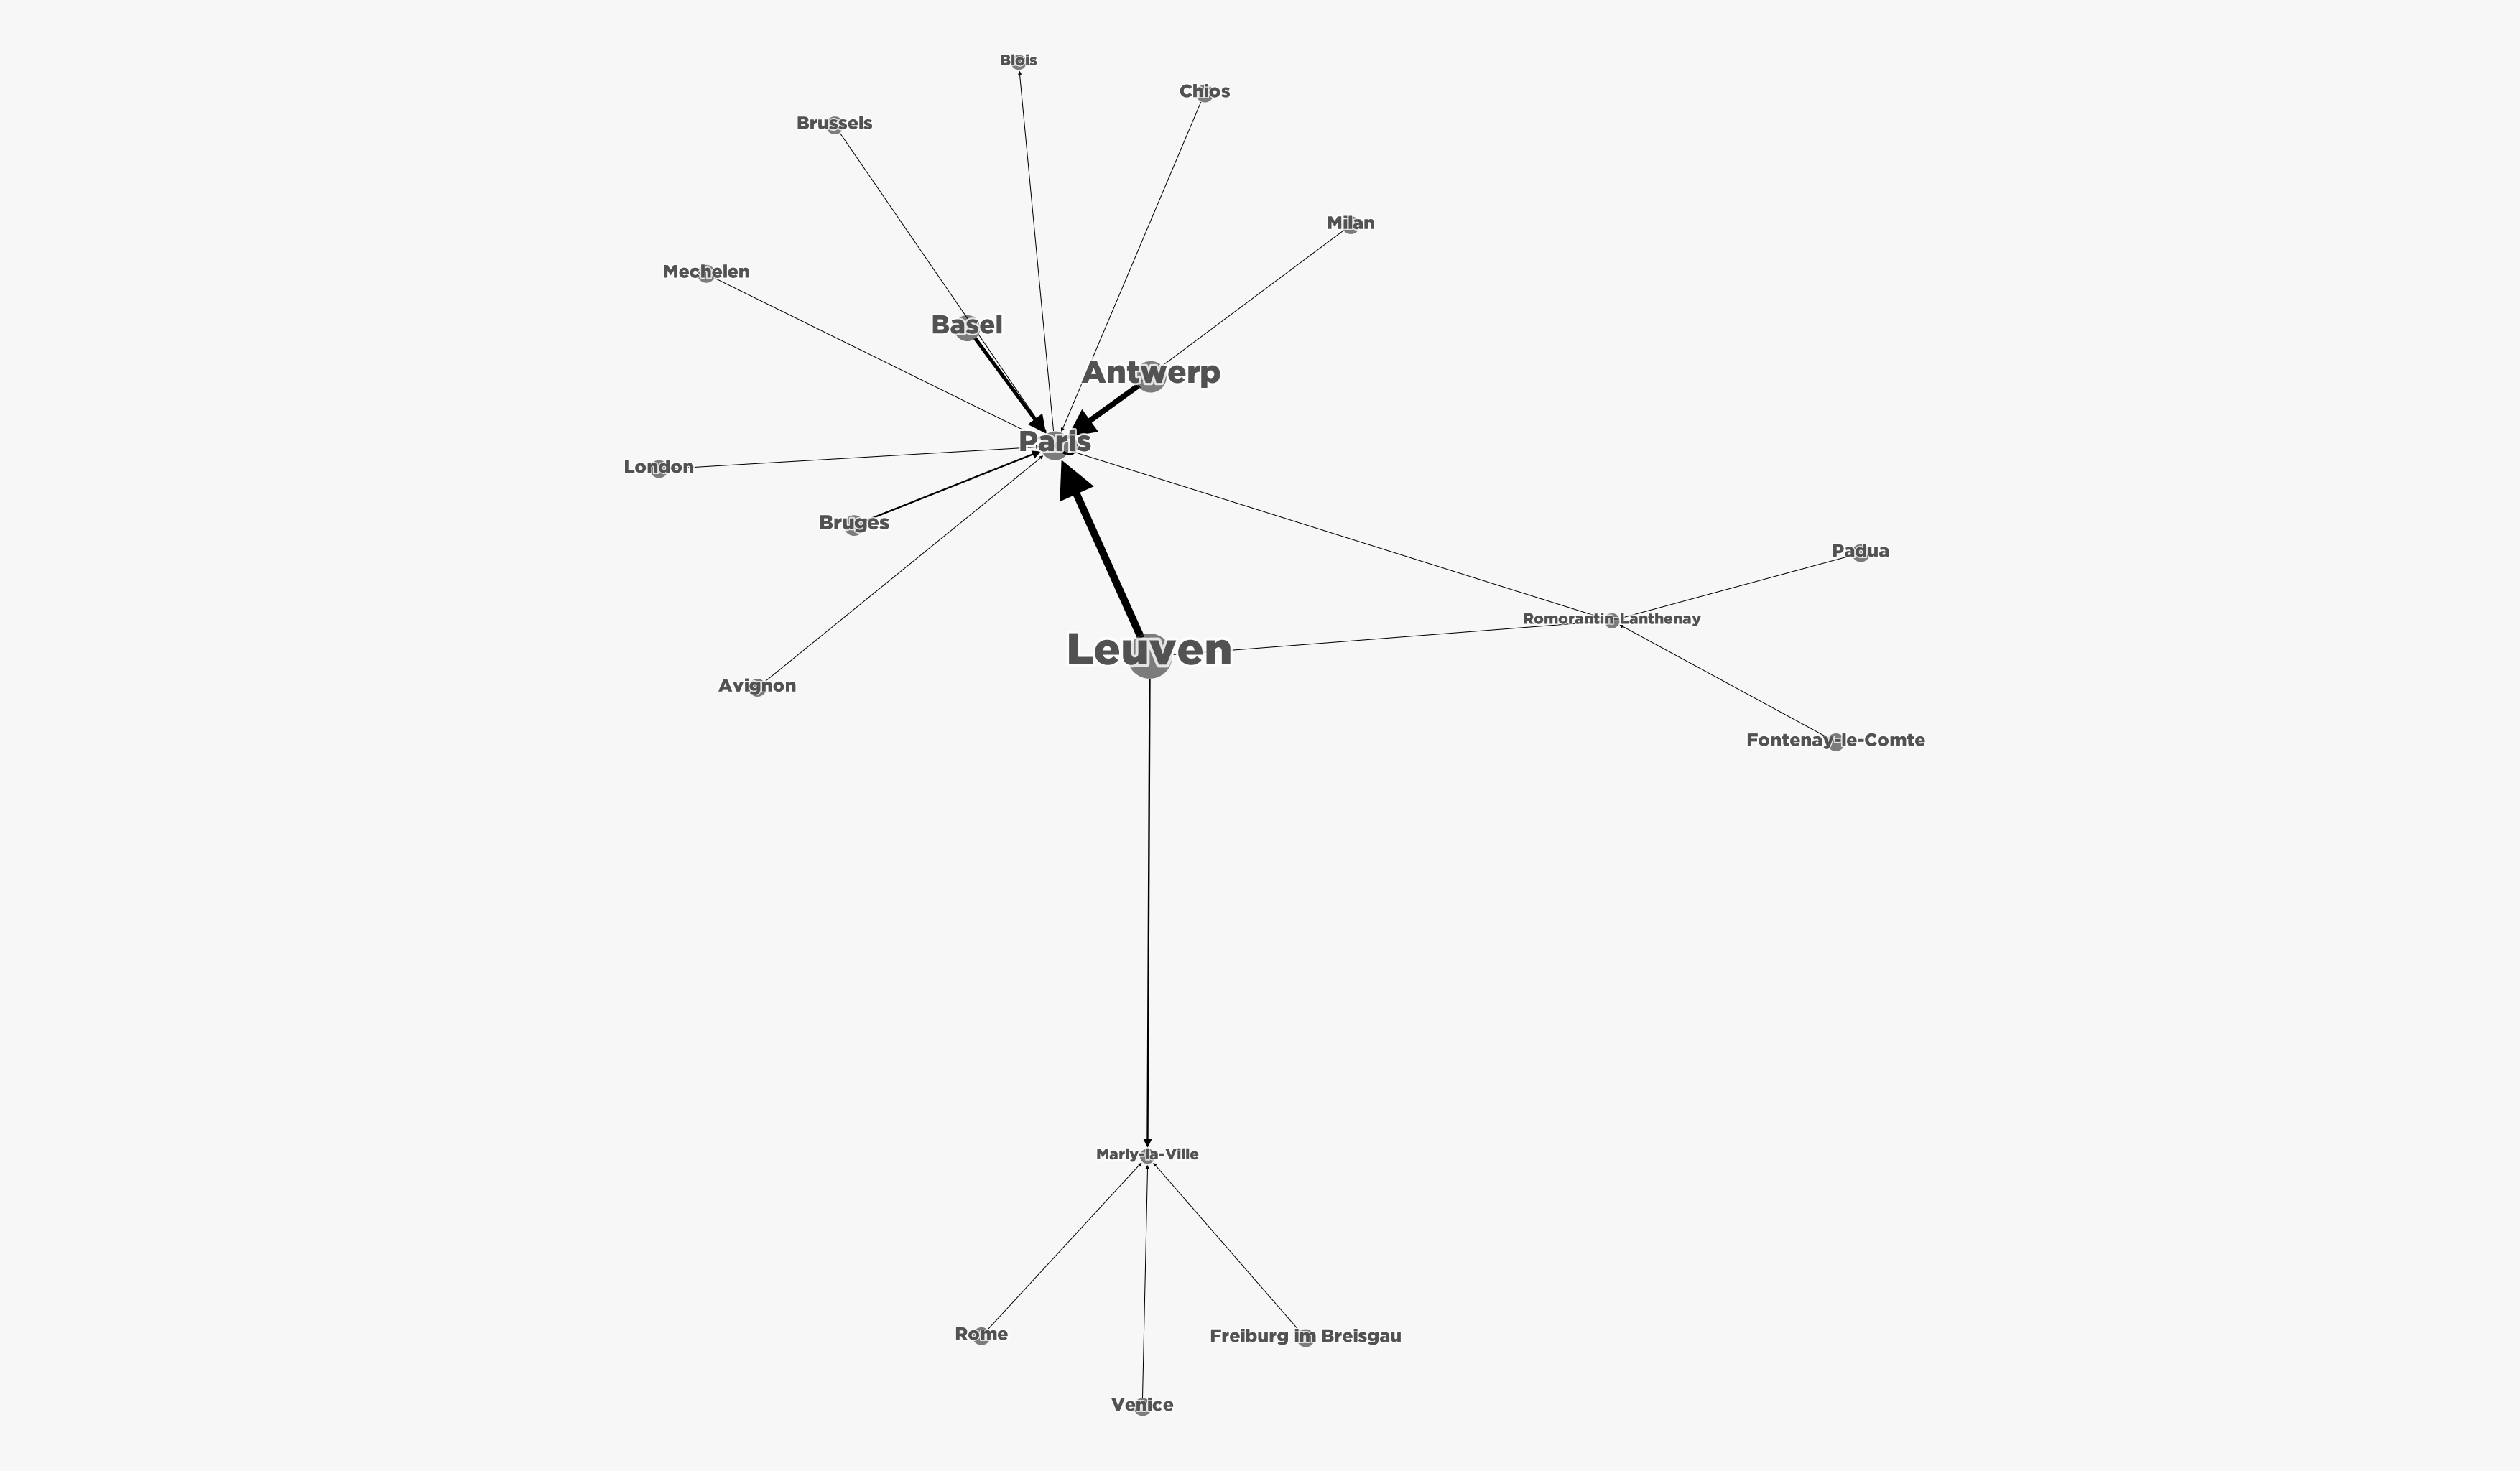 Blois
Chios
Brussels
Milan
Mechelen
Basel
Antwerp
Paris
London
Bruges
Padua
Romorantin-Lanthenay
Leuven
Avignon
Fontenay-le-Comte
Marly-la-Ville
Rome
Freiburg im Breisgau
Venice